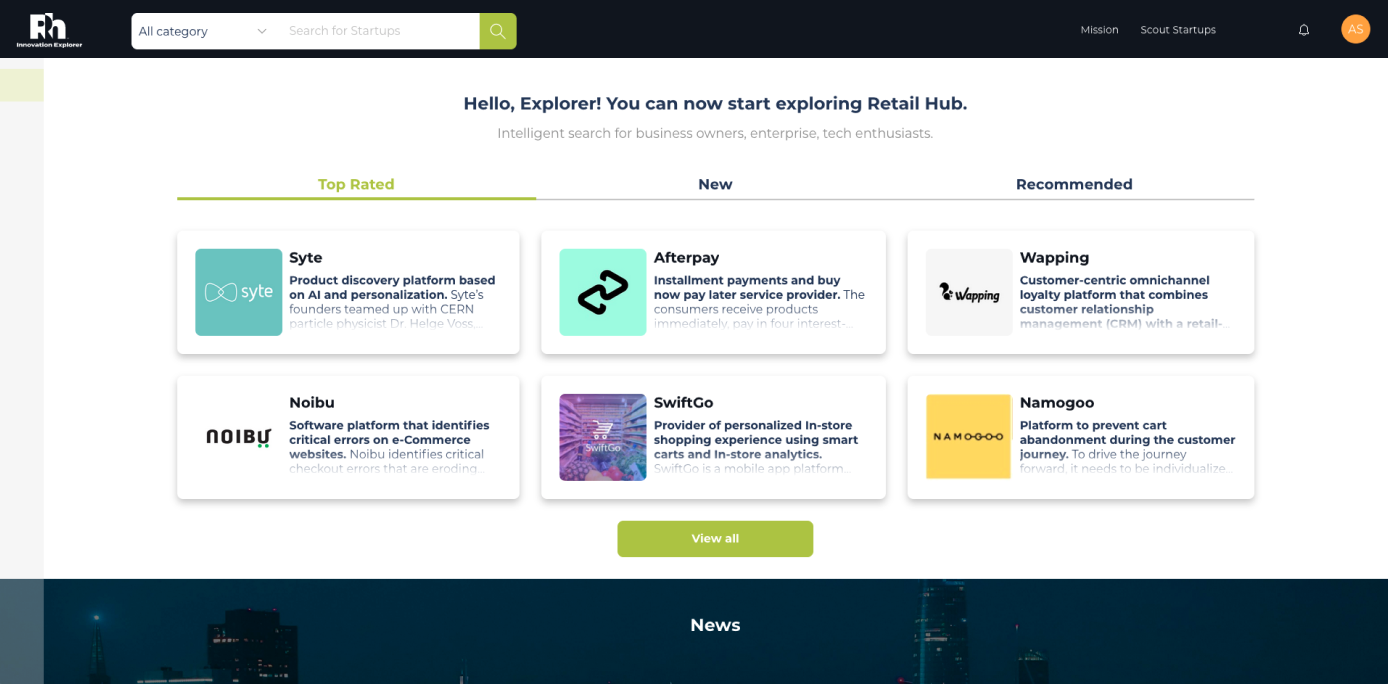 Rh
Innovation Explorer
All category
Search for Startups
Mission
Scout Startups
AS
Hello, Explorer! You can now start exploring Retail Hub.
Intelligent search for business owners, enterprise, tech enthusiasts.
Top Rated
New
Recommended
syte
Syte
Product discovery platform based
on AI and personalization. Syte's
founders teamed up with CERN
particle physicist Dr. Helge Voss....
Afterpay
Installment payments and buy
now pay later service provider. The
consumers receive products
immediately, pay in four interest-...
Wapping
Wapping
Customer-centric omnichannel
loyalty platform that combines
customer relationship
management (CRM) with a retail-...
NOIBU
Noibu
Software platform that identifies
critical errors on e-Commerce
websites. Noibu identifies critical
checkout errors that are eroding...
SwiftGo
SwiftGo
Provider of personalized In-store
shopping experience using smart
carts and In-store analytics.
SwiftGo is a mobile app platform...
NAMOGOO
Namogoo
Platform to prevent cart
abandonment during the customer
journey. To drive the journey
forward, it needs to be individualize...
View all
News